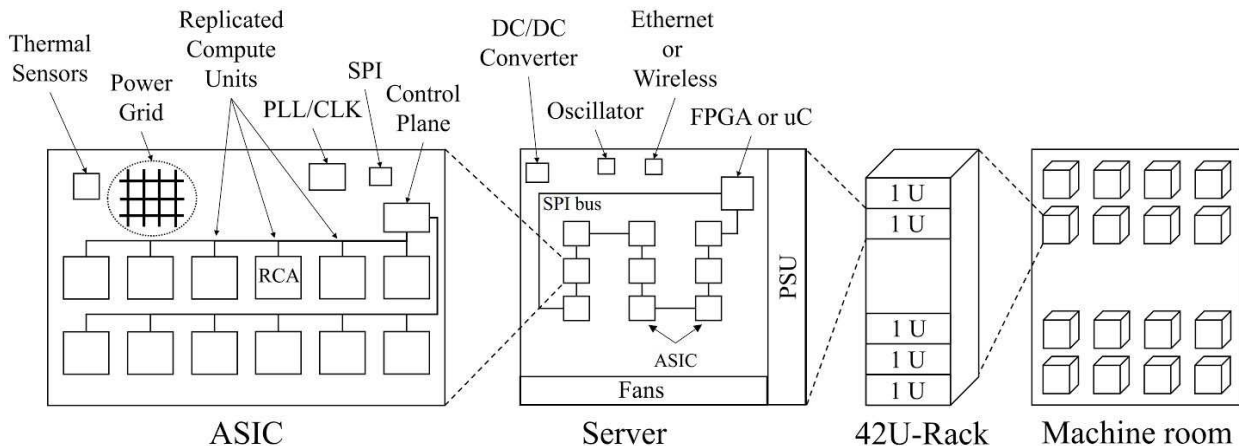 Thermal
Sensors
Power
Grid
Replicated
Compute
Units
PLL/CLK
SPI
Control
Plane
RCA
ASIC
DC/DC
Converter
Oscillator
Ethernet
or
Wireless
FPGA or uC
SPI bus
ASIC
PSU
Fans
Server
1 U
1 U
1 U
1 U
1 U
42U-Rack
Machine room